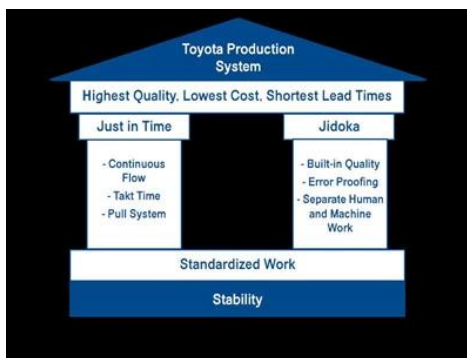 Toyota Production
System
Highest Quality, Lowest Cost, Shortest Lead Times
Just in Time
- Continuous
Flow
- Takt Time
- Pull System
Jidoka
- Built-in Quality
- Error Proofing
- Separate Human
and Machine
Work
Standardized Work
Stability